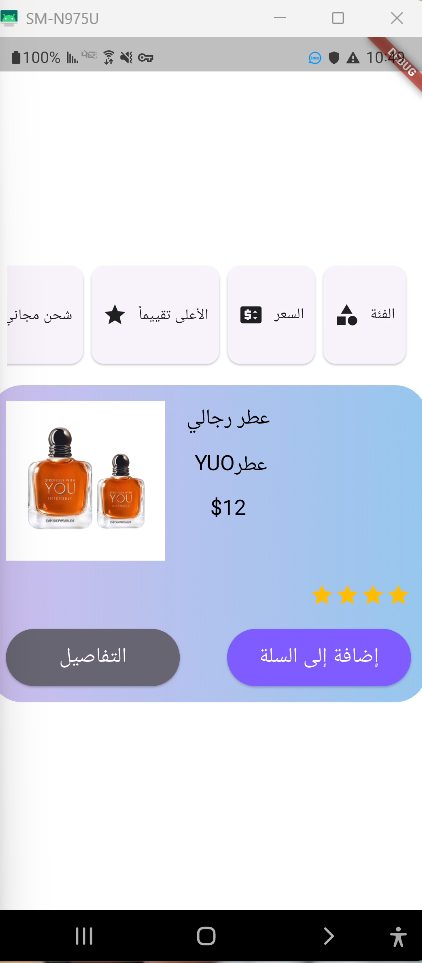 SM-N975U
100%
10:49
DEBUG
الفئة
السعر
الأعلى تقييماً
شحن مجاني
عطر رجالي
عطرYUO
$12
YOU
YOU
إضافة إلى السلة
التفاصيل